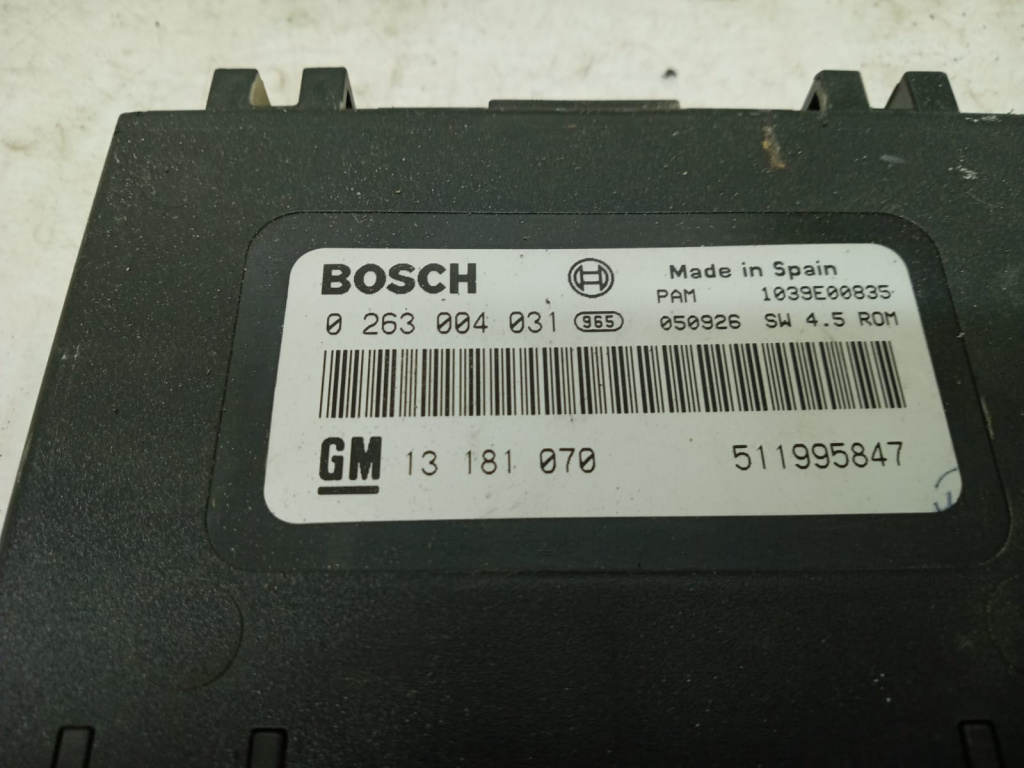 BOSCH Made in Spain
PAM 1039E00835
0 263 004 031 965 050926 SW 4.5 ROM
GM 13 181 070 511995847